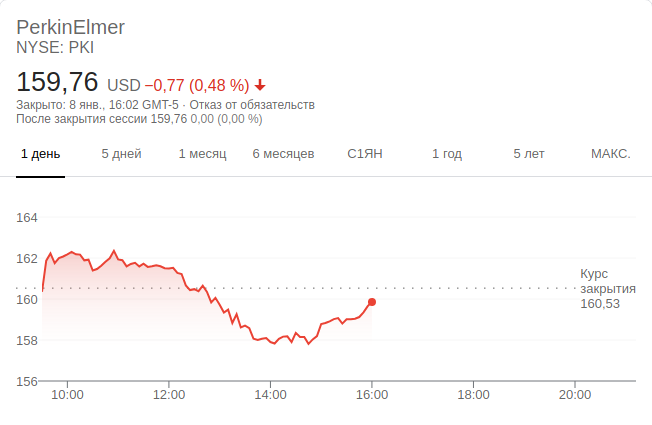 PerkinElmer
NYSE: PKI
159,76 USD −0,77 (0,48 %)
Закрыто: 8 янв., 16:02 GMT-5 · Отказ от обязательств
После закрытия сессии 159,76 0,00 (0,00 %)
1 день 5 дней 1 месяц 6 месяцев С1ЯН 1 год 5 лет МАКС.
164
162
Курс
закрытия
160,53
160
158
156
10:00 12:00 14:00 16:00 18:00 20:00